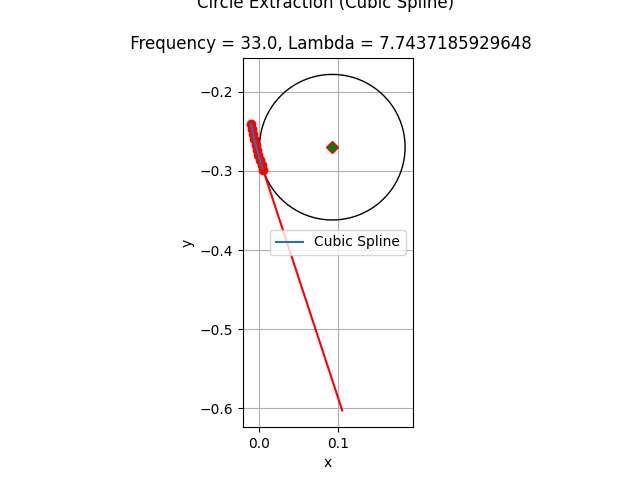 Circle Extraction (Cubic Spline)
Frequency = 33.0, Lambda = 7.7437185929648
−0.2
−0.3
−0.4
−0.5
−0.6
y
Cubic Spline
0.0 0.1
x